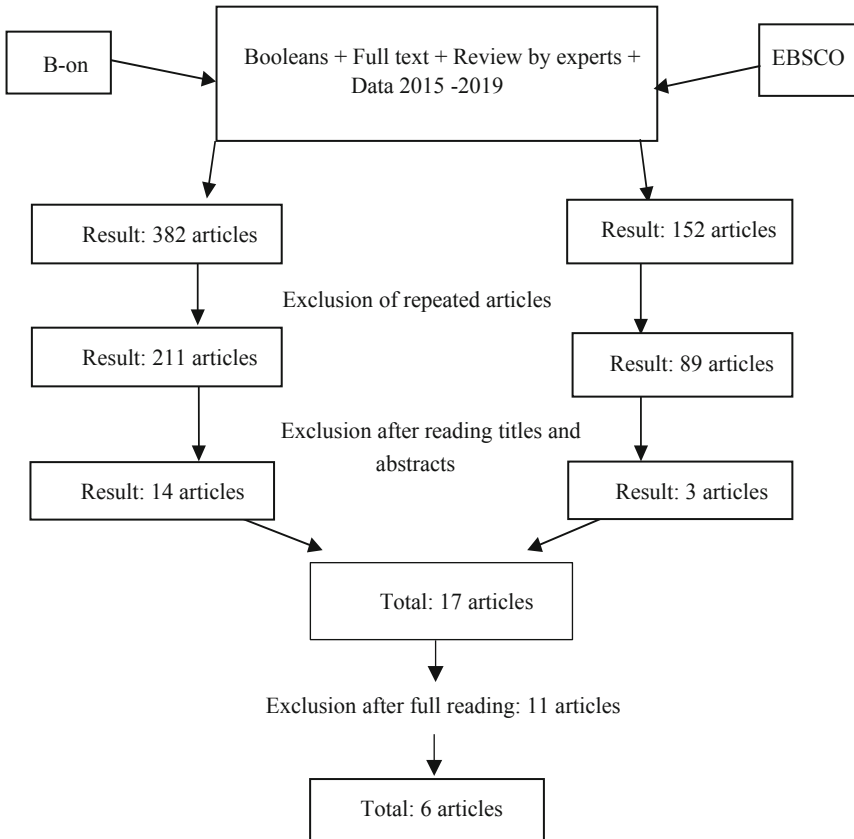 B-on
Booleans + Full text + Review by experts +
Data 2015 -2019
EBSCO
Result: 382 articles
Result: 152 articles
Exclusion of repeated articles
Result: 211 articles
Result: 89 articles
Exclusion after reading titles and
abstracts
Result: 14 articles
Result: 3 articles
Total: 17 articles
Exclusion after full reading: 11 articles
Total: 6 articles